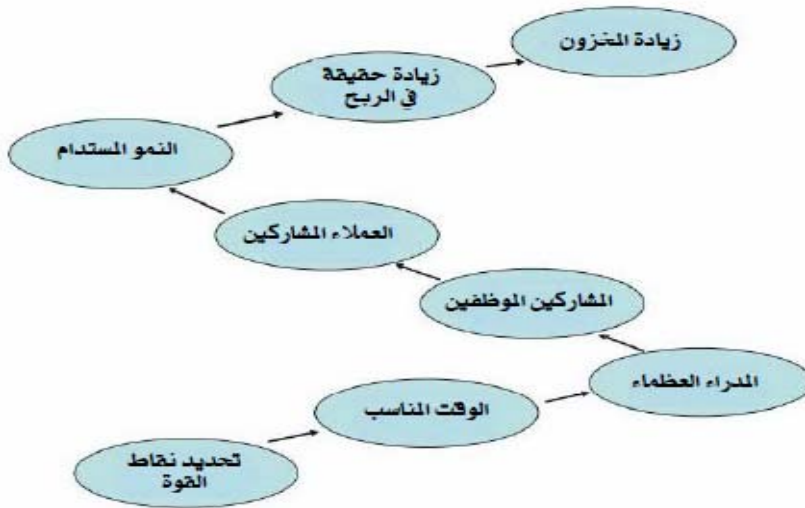 زيادة المخزون
زيادة حقيقة
في الربح
النمو المستدام
العملاء المشاركين
المشاركين الموظفين
المدراء العظماء
الوقت المناسب
تحديد نقاط
القوة